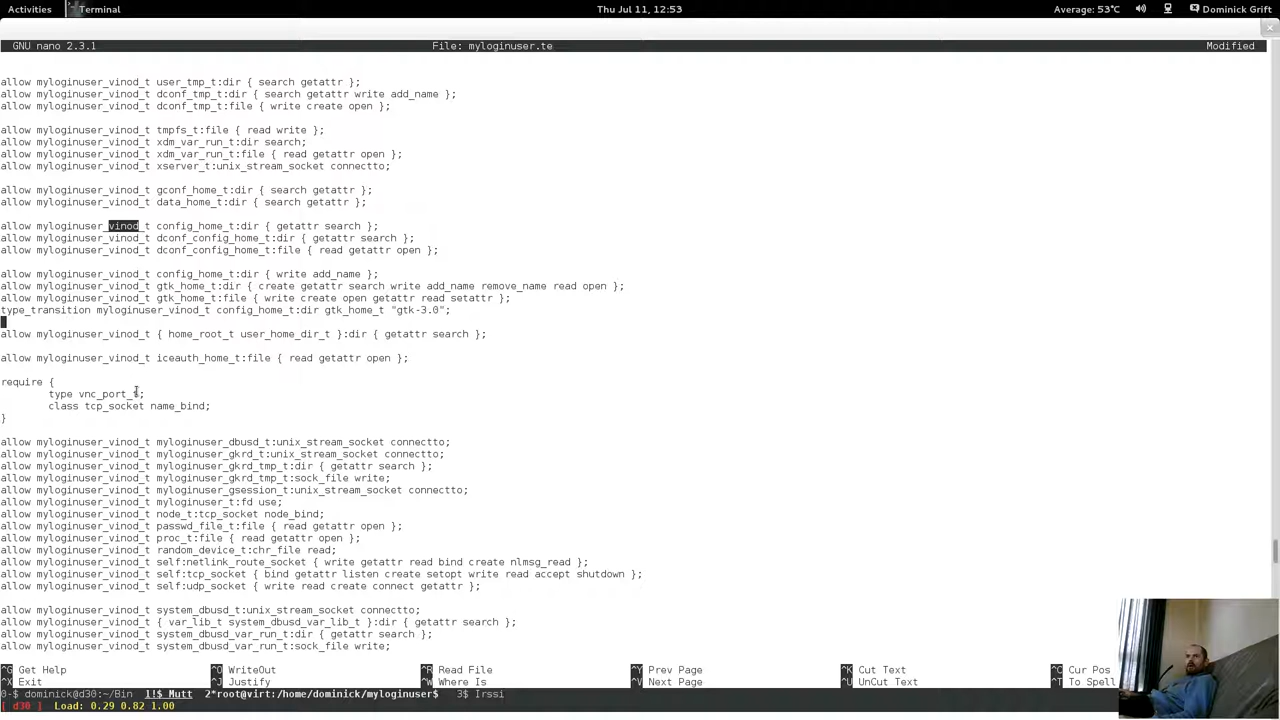 Activities Terminal Thu Jul 11, 12:53 Average: 53°C Dominick Grift
GNU nano 2.3.1 File: myloginuser.te Modified
allow myloginuser_vinod_t user_tmp_t:dir { search getattr };
allow myloginuser_vinod_t dconf_tmp_t:dir { search getattr write add_name };
allow myloginuser_vinod_t dconf_tmp_t:file { write create open };
allow myloginuser_vinod_t tmpfs_t:file { read write };
allow myloginuser_vinod_t xdm_var_run_t:dir search;
allow myloginuser_vinod_t xdm_var_run_t:file { read getattr open };
allow myloginuser_vinod_t xserver_t:unix_stream_socket connectto;
allow myloginuser_vinod_t gconf_home_t:dir { search getattr };
allow myloginuser_vinod_t data_home_t:dir { search getattr };
allow myloginuser_vinod_t config_home_t:dir { getattr search };
allow myloginuser_vinod_t dconf_config_home_t:dir { getattr search };
allow myloginuser_vinod_t dconf_config_home_t:file { read getattr open };
allow myloginuser_vinod_t config_home_t:dir { write add_name };
allow myloginuser_vinod_t gtk_home_t:dir { create getattr search write add_name remove_name read open };
allow myloginuser_vinod_t gtk_home_t:file { write create open getattr read setattr };
type_transition myloginuser_vinod_t config_home_t:dir gtk_home_t "gtk-3.0";
allow myloginuser_vinod_t { home_root_t user_home_dir_t }:dir { getattr search };
allow myloginuser_vinod_t iceauth_home_t:file { read getattr open };
require {
type vnc_port_t;
class tcp_socket name_bind;
}
allow myloginuser_vinod_t myloginuser_dbusd_t:unix_stream_socket connectto;
allow myloginuser_vinod_t myloginuser_gkrd_t:unix_stream_socket connectto;
allow myloginuser_vinod_t myloginuser_gkrd_tmp_t:dir { getattr search };
allow myloginuser_vinod_t myloginuser_gkrd_tmp_t:sock_file write;
allow myloginuser_vinod_t myloginuser_gsession_t:unix_stream_socket connectto;
allow myloginuser_vinod_t myloginuser_t:fd use;
allow myloginuser_vinod_t node_t:tcp_socket node_bind;
allow myloginuser_vinod_t passwd_file_t:file { read getattr open };
allow myloginuser_vinod_t proc_t:file { read getattr open };
allow myloginuser_vinod_t random_device_t:chr_file read;
allow myloginuser_vinod_t self:netlink_route_socket { write getattr read bind create nlmsg_read };
allow myloginuser_vinod_t self:tcp_socket { bind getattr listen create setopt write read accept shutdown };
allow myloginuser_vinod_t self:udp_socket { write read create connect getattr };
allow myloginuser_vinod_t system_dbusd_t:unix_stream_socket connectto;
allow myloginuser_vinod_t { var_lib_t system_dbusd_var_lib_t }:dir { getattr search };
allow myloginuser_vinod_t system_dbusd_var_run_t:dir { getattr search };
allow myloginuser_vinod_t system_dbusd_var_run_t:sock_file write;
^G Get Help ^O WriteOut ^R Read File ^Y Prev Page ^K Cut Text ^C Cur Pos
^X Exit ^J Justify ^W Where Is ^V Next Page ^U UnCut Text ^T To Spell
0-$ dominick@d30:~/Bin 1!$ Mutt 2*root@virt:/home/dominick/myloginuser$ 3$ Irssi
[ d30 ] Load: 0.29 0.82 1.00